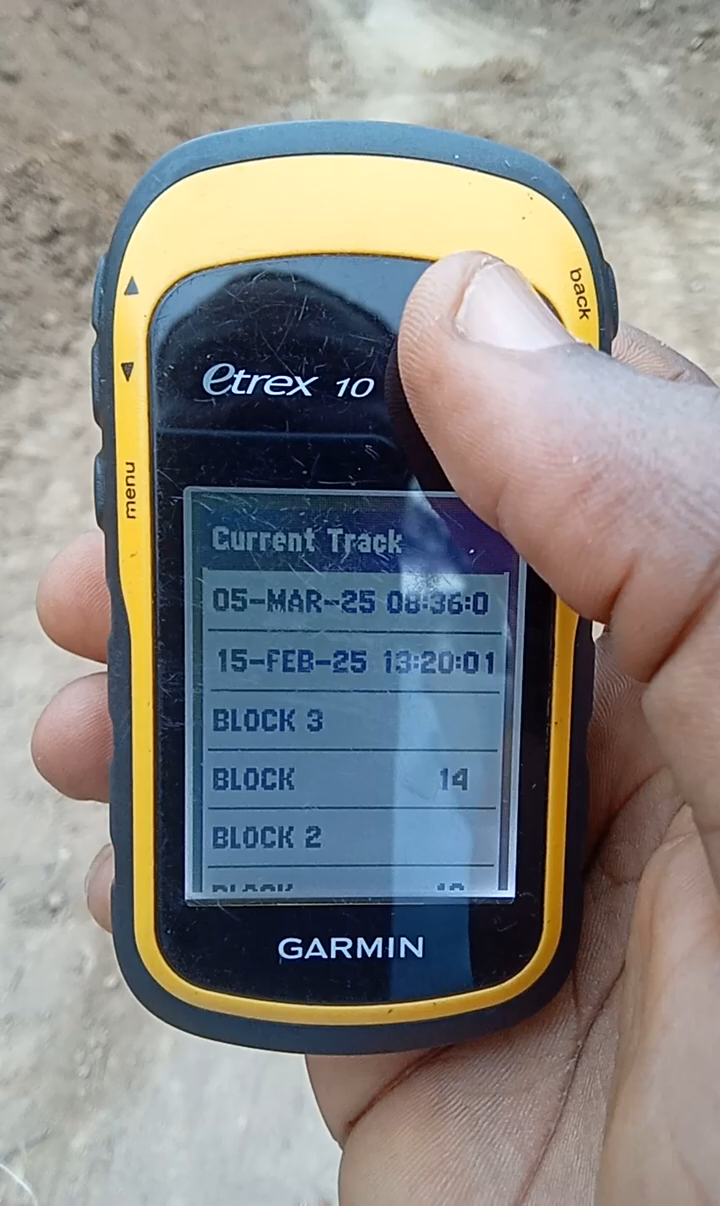 back
etrex 10
menu
Current Track
05-MAR-25 08:36:0
15-FEB-25 13:20:01
BLOCK 3
BLOCK 14
BLOCK 2
BLOCK
GARMIN